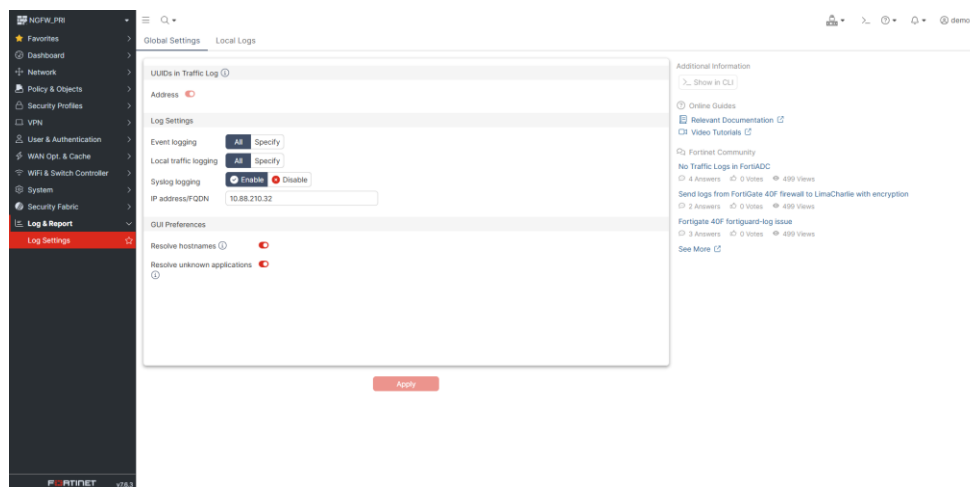 NGFW_PRI
Favorites
Dashboard
Network
Policy & Objects
Security Profiles
VPN
User & Authentication
WAN Opt. & Cache
WiFi & Switch Controller
System
Security Fabric
Log & Report
Log Settings
FORTINET v7.6.3
demo
Global Settings Local Logs
UUIDs in Traffic Log
Address
Log Settings
Event logging All Specify
Local traffic logging All Specify
Syslog logging Enable Disable
IP address/FQDN 10.88.210.32
GUI Preferences
Resolve hostnames
Resolve unknown applications
Apply
Additional Information
>_ Show in CLI
Online Guides
Relevant Documentation
Video Tutorials
Fortinet Community
No Traffic Logs in FortiADC
4 Answers 0 Votes 499 Views
Send logs from FortiGate 40F firewall to LimaCharlie with encryption
2 Answers 0 Votes 499 Views
Fortigate 40F fortiguard-log issue
3 Answers 0 Votes 499 Views
See More